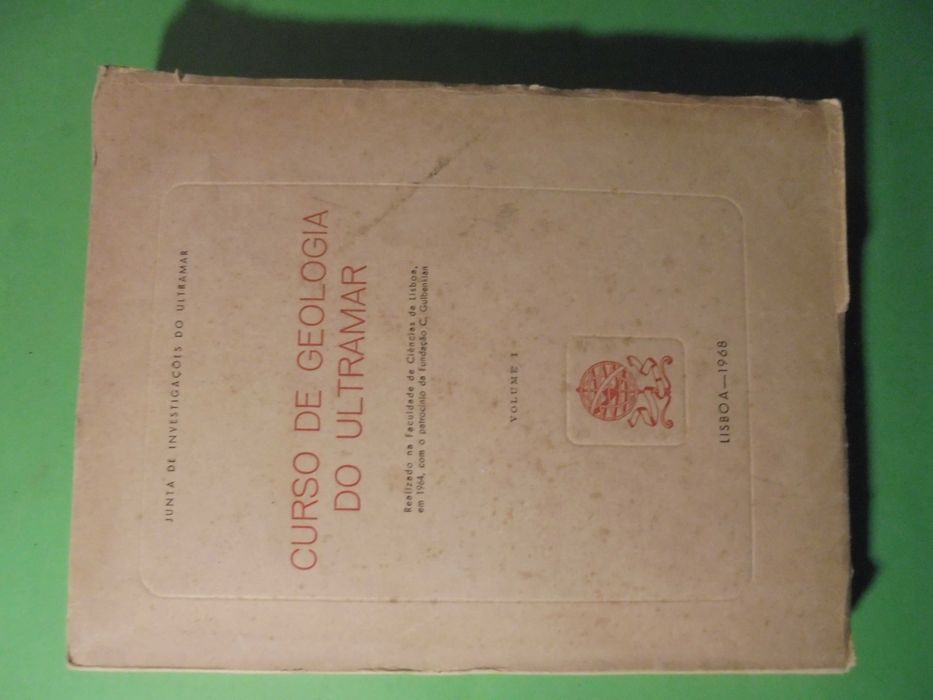 JUNTA DE INVESTIGAÇÕES DO ULTRAMAR
CURSO DE GEOLOGIA
DO ULTRAMAR
Realizado na Faculdade de Ciências de Lisboa,
em 1964, com o patrocínio da Fundação C. Gulbenkian
VOLUME I
LISBOA—1968